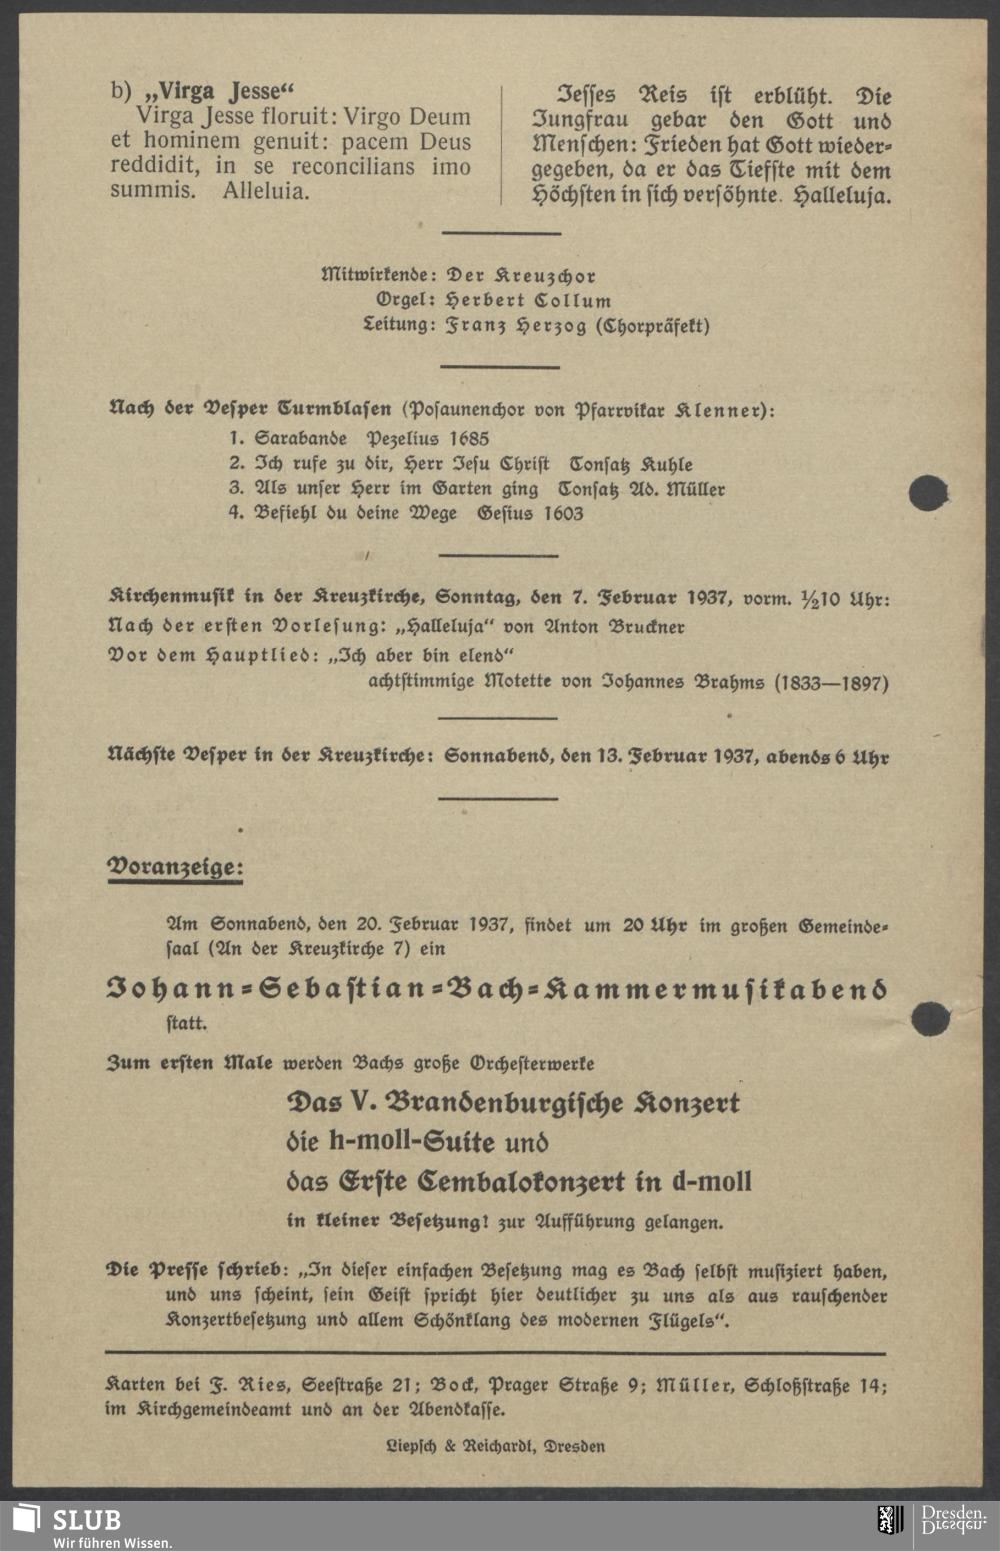 b) „Virga Jesse“
Virga Jesse floruit: Virgo Deum
et hominem genuit: pacem Deus
reddidit, in se reconcilians imo
summis. Alleluia.
Jesses Reis ist erblüht. Die
Jungfrau gebar den Gott und
Menschen: Frieden hat Gott wieder-
gegeben, da er das Tiefste mit dem
Höchsten in sich versöhnte. Halleluja.
Mitwirkende: Der Kreuzchor
Orgel: Herbert Collum
Leitung: Franz Herzog (Chorpräfekt)
Nach der Vesper Turmblasen (Posaunenchor von Pfarrvikar Klenner):
1. Sarabande Pezelius 1685
2. Ich rufe zu dir, Herr Jesu Christ Tonsatz Kuhle
3. Als unser Herr im Garten ging Tonsatz Ad. Müller
4. Befiehl du deine Wege Gesius 1603
Kirchenmusik in der Kreuzkirche, Sonntag, den 7. Februar 1937, vorm. ½10 Uhr:
Nach der ersten Vorlesung: „Halleluja“ von Anton Bruckner
Vor dem Hauptlied: „Ich aber bin elend“
achtstimmige Motette von Johannes Brahms (1833—1897)
Nächste Vesper in der Kreuzkirche: Sonnabend, den 13. Februar 1937, abends 6 Uhr
Voranzeige:
Am Sonnabend, den 20. Februar 1937, findet um 20 Uhr im großen Gemeinde-
saal (An der Kreuzkirche 7) ein
Johann-Sebastian-Bach-Kammermusikabend
statt.
Zum ersten Male werden Bachs große Orchesterwerke
Das V. Brandenburgische Konzert
die h-moll-Suite und
das Erste Cembalokonzert in d-moll
in kleiner Besetzung! zur Aufführung gelangen.
Die Presse schrieb: „In dieser einfachen Besetzung mag es Bach selbst musiziert haben,
und uns scheint, sein Geist spricht hier deutlicher zu uns als aus rauschender
Konzertbesetzung und allem Schönklang des modernen Flügels“.
Karten bei F. Ries, Seestraße 21; Bock, Prager Straße 9; Müller, Schloßstraße 14;
im Kirchgemeindeamt und an der Abendkasse.
Liepsch & Reichardt, Dresden
SLUB
Wir führen Wissen.
Dresden.
Dresden.